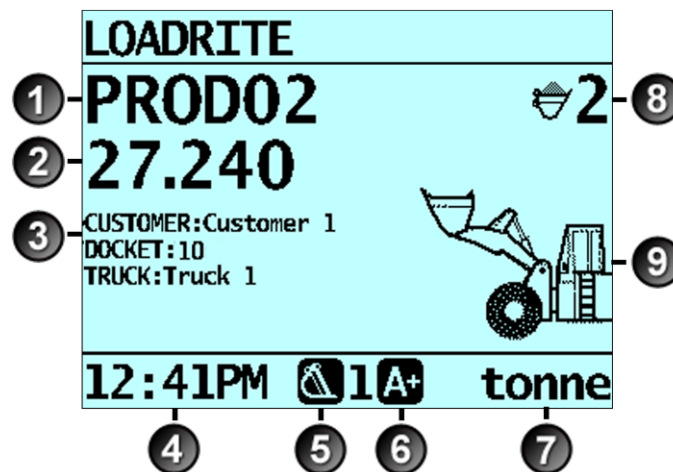 LOADRITE
1 PROD02 2 8
2 27.240
3 CUSTOMER:Customer 1
DOCKET:10
TRUCK:Truck 1
9
12:41PM 1 A+ tonne
4 5 6 7